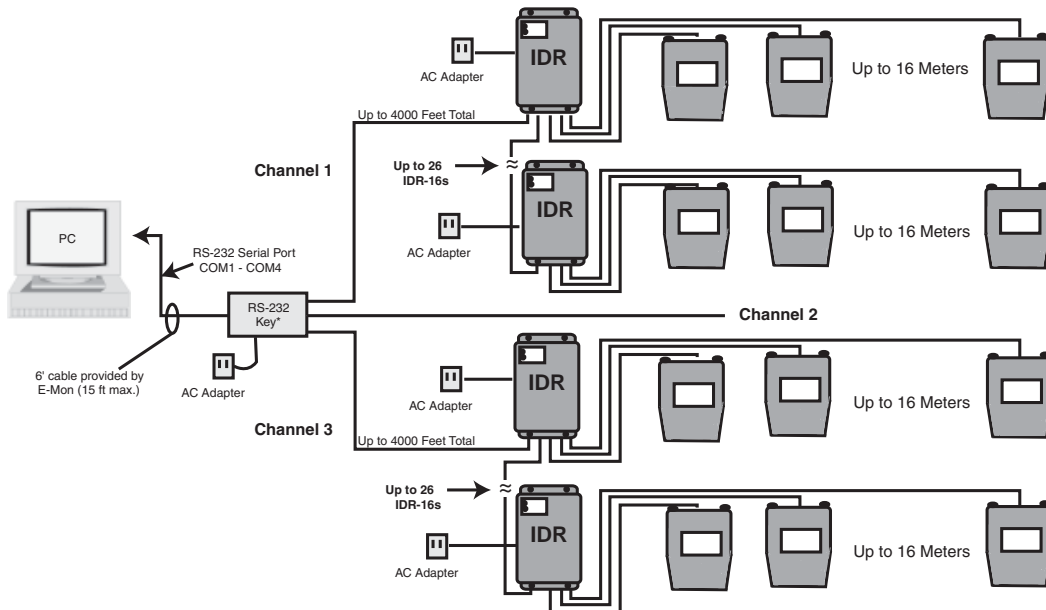 IDR
AC Adapter
Up to 16 Meters
Up to 4000 Feet Total
Channel 1
Up to 26
IDR-16s
IDR
AC Adapter
Up to 16 Meters
PC
RS-232 Serial Port
COM1 - COM4
RS-232
Key*
Channel 2
6' cable provided by
E-Mon (15 ft max.)
AC Adapter
IDR
AC Adapter
Up to 16 Meters
Channel 3
Up to 4000 Feet Total
Up to 26
IDR-16s
IDR
AC Adapter
Up to 16 Meters